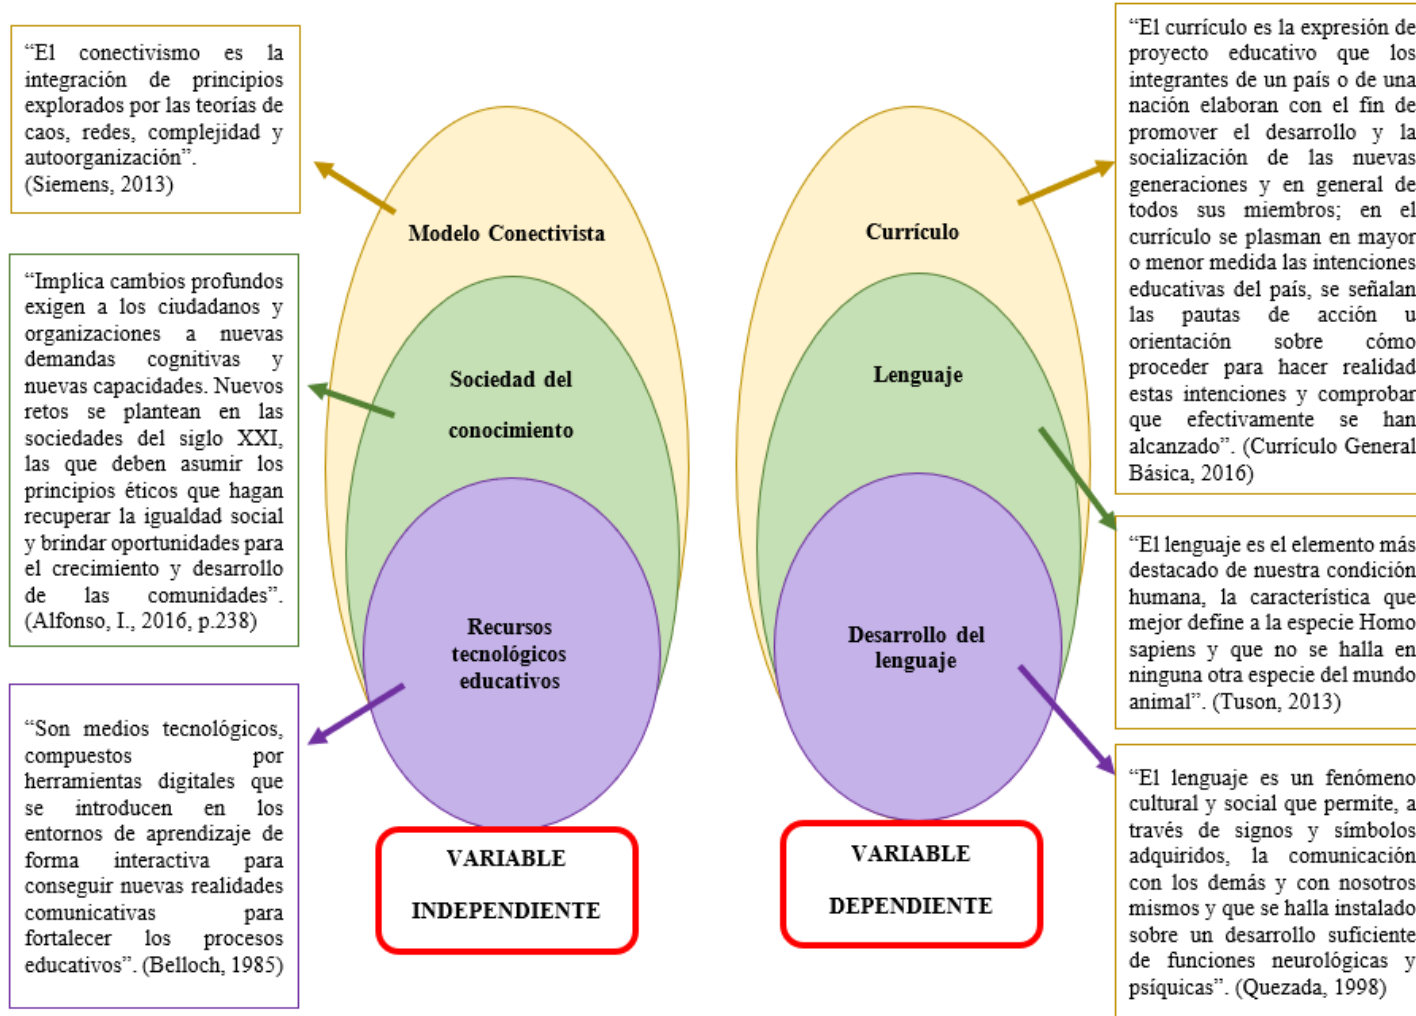 “El conectivismo es la
integración de principios
explorados por las teorías de
caos, redes, complejidad y
autoorganización”.
(Siemens, 2013)
“Implica cambios profundos
exigen a los ciudadanos y
organizaciones a nuevas
demandas cognitivas y
nuevas capacidades. Nuevos
retos se plantean en las
sociedades del siglo XXI,
las que deben asumir los
principios éticos que hagan
recuperar la igualdad social
y brindar oportunidades para
el crecimiento y desarrollo
de las comunidades”.
(Alfonso, I., 2016, p.238)
“Son medios tecnológicos,
compuestos por
herramientas digitales que
se introducen en los
entornos de aprendizaje de
forma interactiva para
conseguir nuevas realidades
comunicativas para
fortalecer los procesos
educativos”. (Belloch, 1985)
Modelo Conectivista
Sociedad del
conocimiento
Recursos
tecnológicos
educativos
VARIABLE
INDEPENDIENTE
Currículo
Lenguaje
Desarrollo del
lenguaje
VARIABLE
DEPENDIENTE
“El currículo es la expresión de
proyecto educativo que los
integrantes de un país o de una
nación elaboran con el fin de
promover el desarrollo y la
socialización de las nuevas
generaciones y en general de
todos sus miembros; en el
currículo se plasman en mayor
o menor medida las intenciones
educativas del país, se señalan
las pautas de acción u
orientación sobre cómo
proceder para hacer realidad
estas intenciones y comprobar
que efectivamente se han
alcanzado”. (Currículo General
Básica, 2016)
“El lenguaje es el elemento más
destacado de nuestra condición
humana, la característica que
mejor define a la especie Homo
sapiens y que no se halla en
ninguna otra especie del mundo
animal”. (Tuson, 2013)
“El lenguaje es un fenómeno
cultural y social que permite, a
través de signos y símbolos
adquiridos, la comunicación
con los demás y con nosotros
mismos y que se halla instalado
sobre un desarrollo suficiente
de funciones neurológicas y
psíquicas”. (Quezada, 1998)